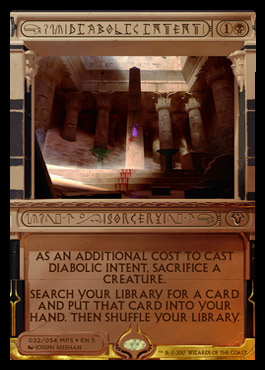 DIABOLIC INTENT 1
SORCERY
AS AN ADDITIONAL COST TO CAST
DIABOLIC INTENT, SACRIFICE A
CREATURE.
SEARCH YOUR LIBRARY FOR A CARD
AND PUT THAT CARD INTO YOUR
HAND. THEN SHUFFLE YOUR LIBRARY.
022/054 MPS • EN S
JOSEPH MEEHAN
™ & © 2017 WIZARDS OF THE COAST